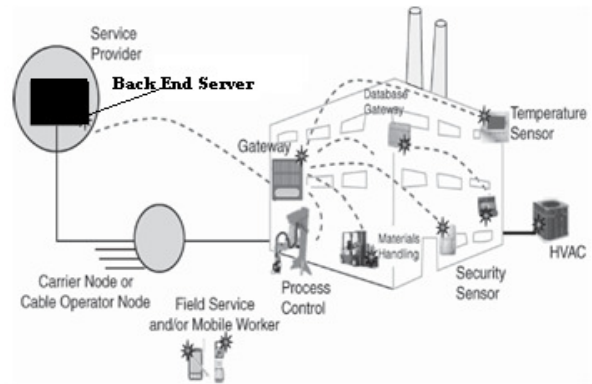 Service
Provider
Back End Server
Database
Gateway
Temperature
Sensor
Gateway
Materials
Handling
HVAC
Security
Sensor
Process
Control
Carrier Node or
Cable Operator Node
Field Service
and/or Mobile Worker